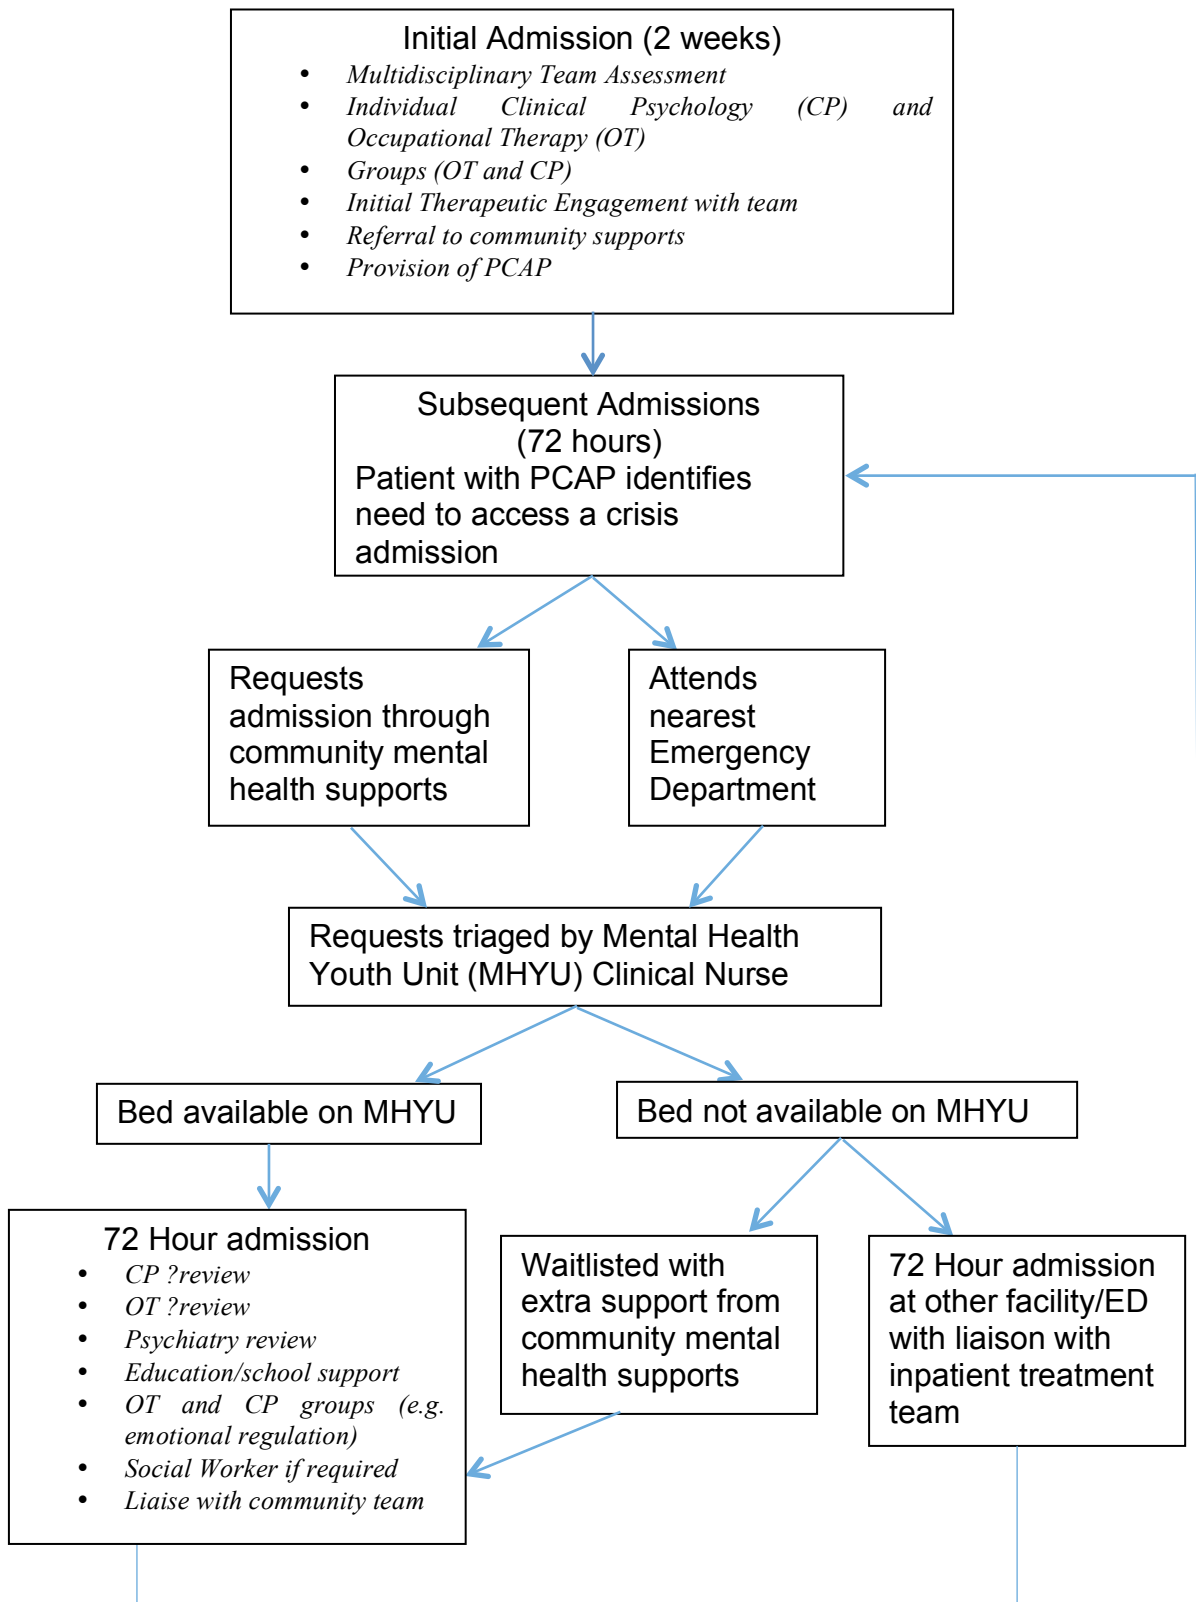 Initial Admission (2 weeks)
• Multidisciplinary Team Assessment
• Individual Clinical Psychology (CP) and
Occupational Therapy (OT)
• Groups (OT and CP)
• Initial Therapeutic Engagement with team
• Referral to community supports
• Provision of PCAP
Subsequent Admissions
(72 hours)
Patient with PCAP identifies
need to access a crisis
admission
Requests
admission through
community mental
health supports
Attends
nearest
Emergency
Department
Requests triaged by Mental Health
Youth Unit (MHYU) Clinical Nurse
Bed available on MHYU
Bed not available on MHYU
72 Hour admission
• CP ?review
• OT ?review
• Psychiatry review
• Education/school support
• OT and CP groups (e.g.
emotional regulation)
• Social Worker if required
• Liaise with community team
Waitlisted with
extra support from
community mental
health supports
72 Hour admission
at other facility/ED
with liaison with
inpatient treatment
team